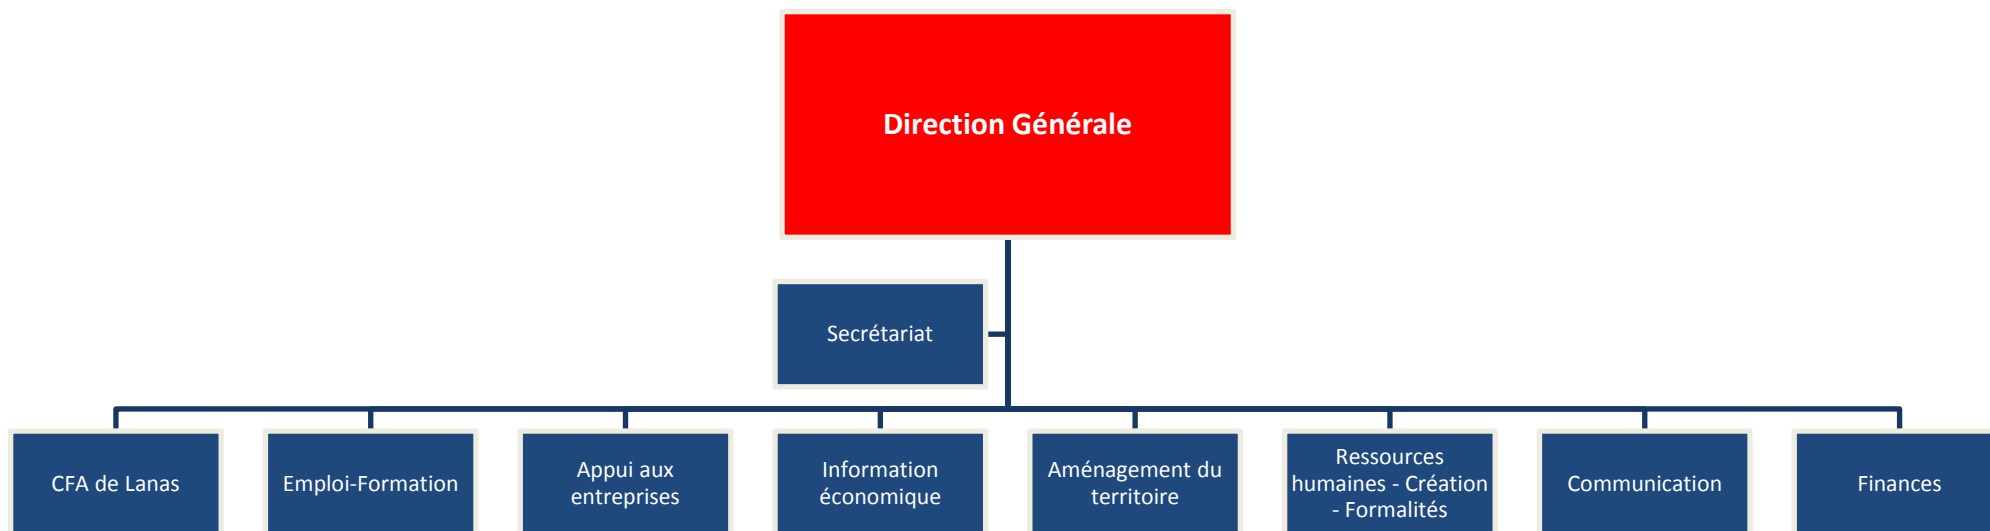 Direction Générale
Secrétariat
CFA de Lanas
Emploi-Formation
Appui aux
entreprises
Information
économique
Aménagement du
territoire
Ressources
humaines - Création
- Formalités
Communication
Finances